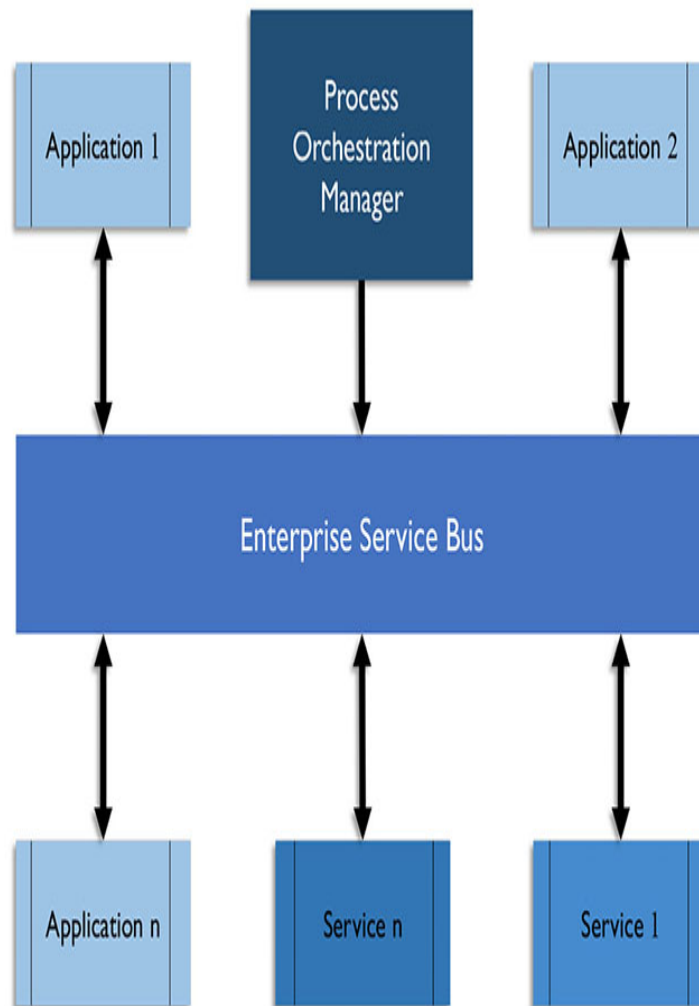 Application 1
Process
Orchestration
Manager
Application 2
Enterprise Service Bus
Application n
Service n
Service 1